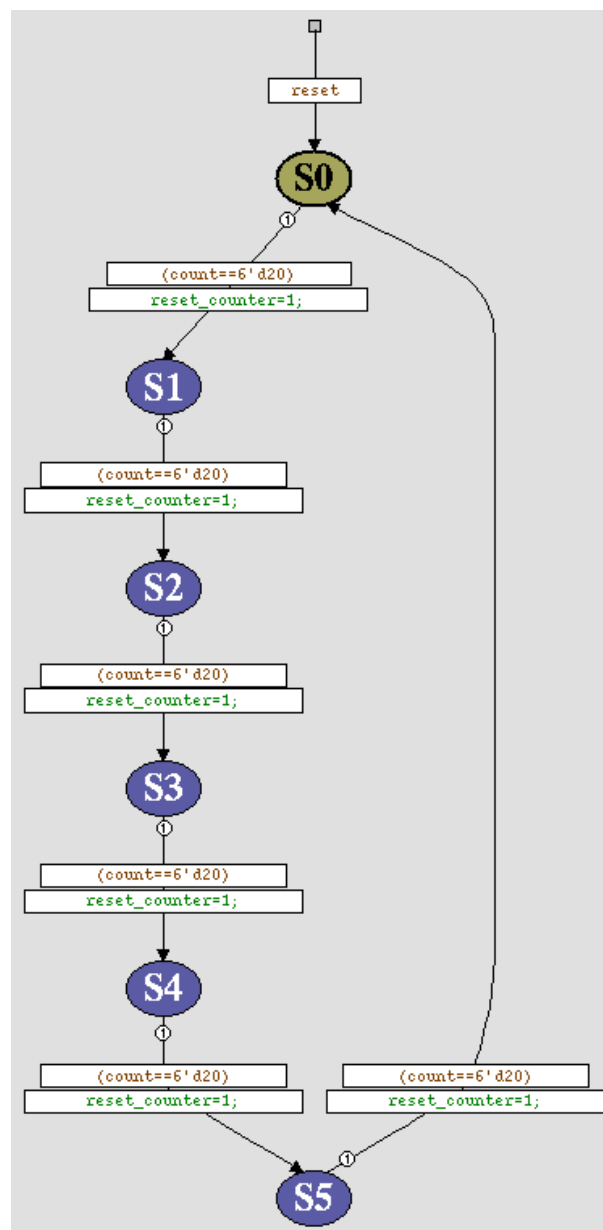 reset
S0
1
(count==6'd20)
reset_counter=1;
S1
1
(count==6'd20)
reset_counter=1;
S2
1
(count==6'd20)
reset_counter=1;
S3
1
(count==6'd20)
reset_counter=1;
S4
1
(count==6'd20)
reset_counter=1;
S5
1
(count==6'd20)
reset_counter=1;